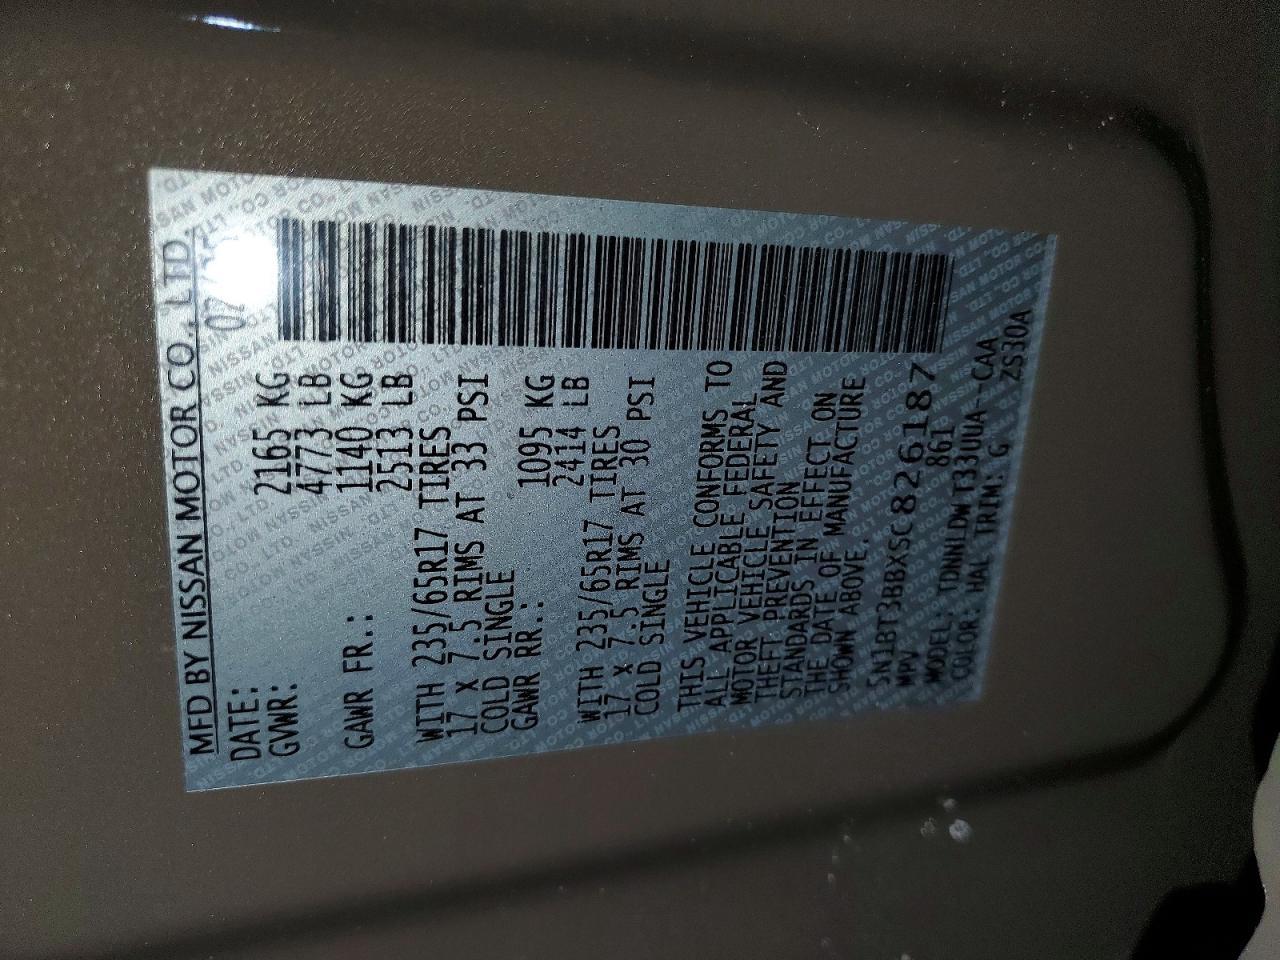 MFD BY NISSAN MOTOR CO., LTD.
DATE: 07
GVWR: 2165 KG
4773 LB
GAWR FR.: 1140 KG
2513 LB
WITH 235/65R17 TIRES
17 x 7.5 RIMS AT 33 PSI
COLD SINGLE
GAWR RR.: 1095 KG
2414 LB
WITH 235/65R17 TIRES
17 x 7.5 RIMS AT 30 PSI
COLD SINGLE
THIS VEHICLE CONFORMS TO
ALL APPLICABLE FEDERAL
MOTOR VEHICLE SAFETY AND
THEFT PREVENTION
STANDARDS IN EFFECT ON
THE DATE OF MANUFACTURE
SHOWN ABOVE.
5N1BT3BBXSC826187
MPV 861
MODEL: TDNNLDWT33UUA-CAA
COLOR: HAL TRIM: G ZS30A